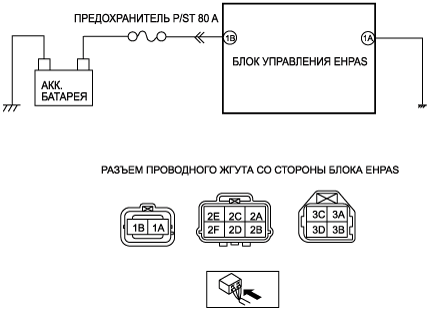 ПРЕДОХРАНИТЕЛЬ P/ST 80 А
1B
1A
БЛОК УПРАВЛЕНИЯ EHPAS
АКК.
БАТАРЕЯ
РАЗЪЕМ ПРОВОДНОГО ЖГУТА СО СТОРОНЫ БЛОКА EHPAS
1B 1A
2E 2C 2A
2F 2D 2B
3C 3A
3D 3B